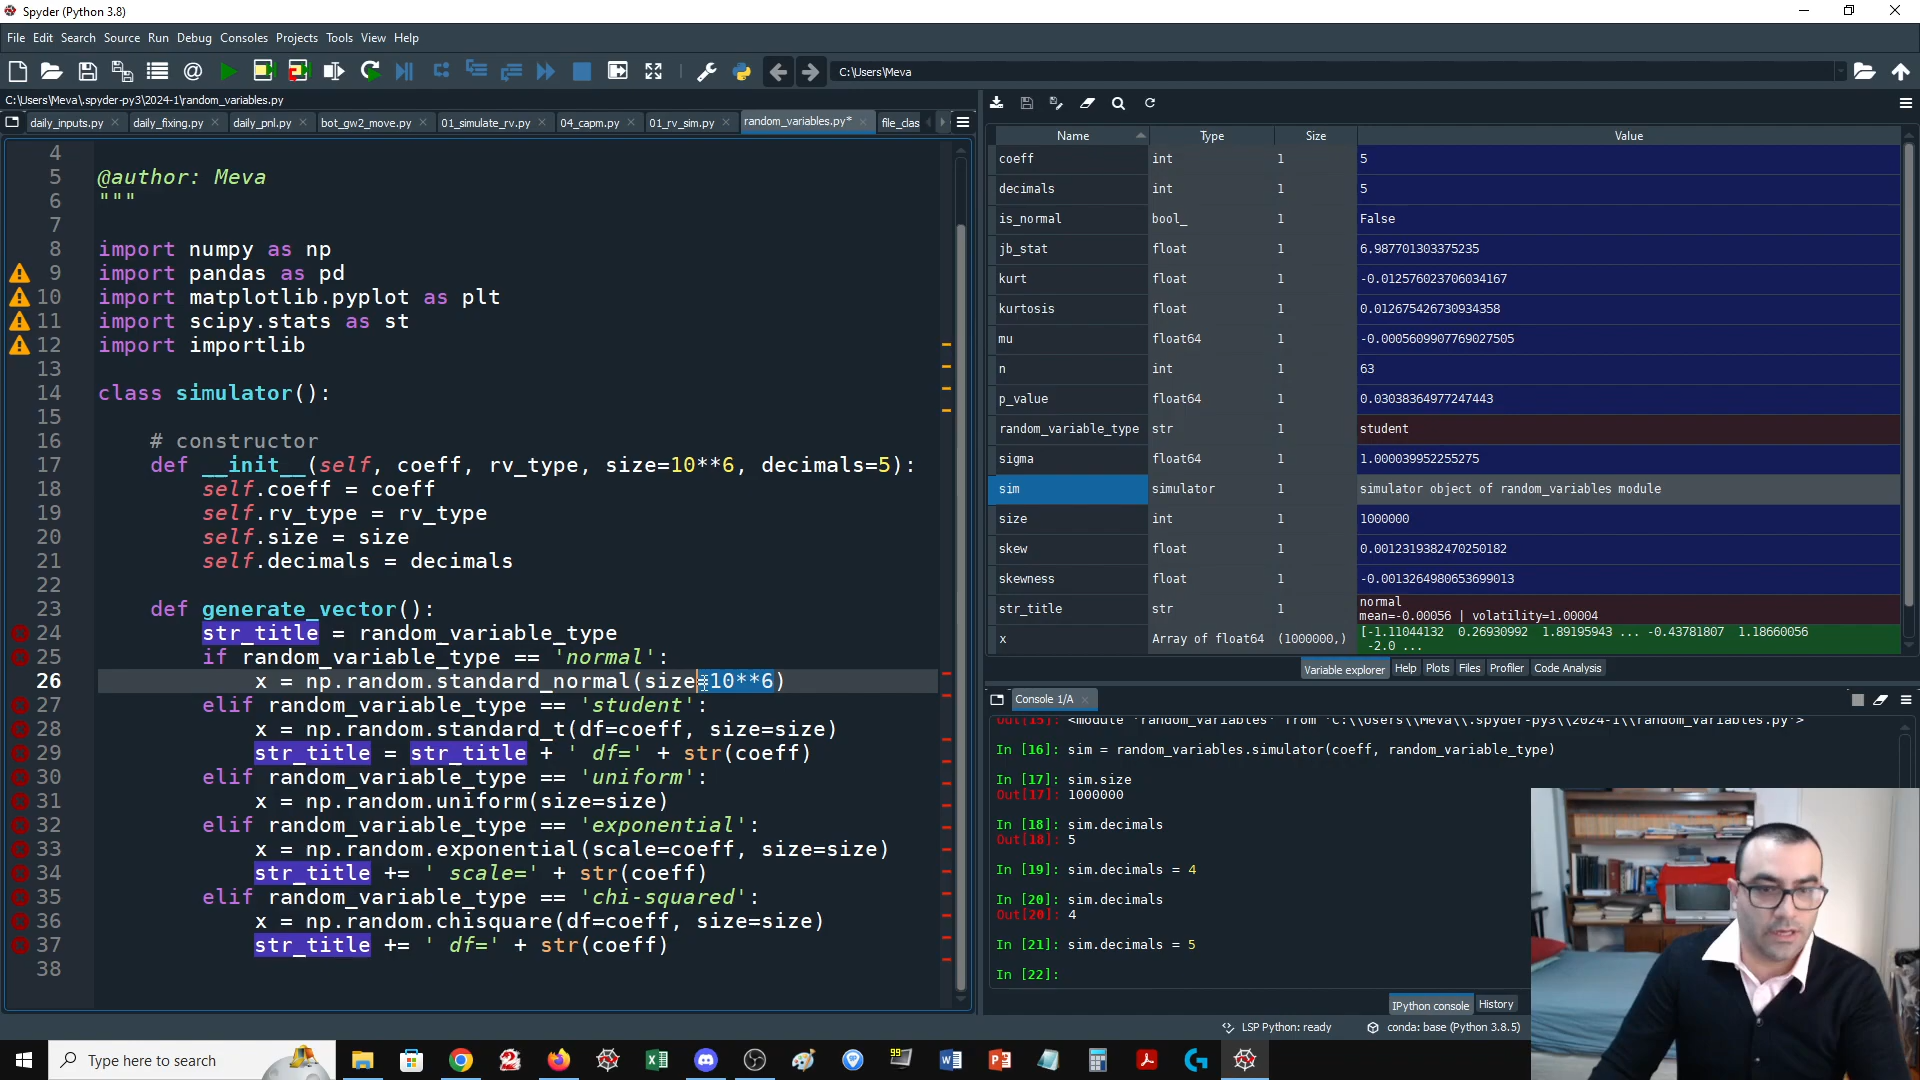 Spyder (Python 3.8)
File Edit Search Source Run Debug Consoles Projects Tools View Help
C:\Users\Meva
C:\Users\Meva\.spyder-py3\2024-1\random_variables.py
daily_inputs.py daily_fixing.py daily_pnl.py bot_gw2_move.py 01_simulate_rv.py 04_capm.py 01_rv_sim.py random_variables.py* file_clas
4
5 @author: Meva
6 """
7
8 import numpy as np
9 import pandas as pd
10 import matplotlib.pyplot as plt
11 import scipy.stats as st
12 import importlib
13
14 class simulator():
15
16 # constructor
17 def __init__(self, coeff, rv_type, size=10**6, decimals=5):
18 self.coeff = coeff
19 self.rv_type = rv_type
20 self.size = size
21 self.decimals = decimals
22
23 def generate_vector():
24 str_title = random_variable_type
25 if random_variable_type == 'normal':
26 x = np.random.standard_normal(size=10**6)
27 elif random_variable_type == 'student':
28 x = np.random.standard_t(df=coeff, size=size)
29 str_title = str_title + ' df=' + str(coeff)
30 elif random_variable_type == 'uniform':
31 x = np.random.uniform(size=size)
32 elif random_variable_type == 'exponential':
33 x = np.random.exponential(scale=coeff, size=size)
34 str_title += ' scale=' + str(coeff)
35 elif random_variable_type == 'chi-squared':
36 x = np.random.chisquare(df=coeff, size=size)
37 str_title += ' df=' + str(coeff)
38
Name Type Size Value
coeff int 1 5
decimals int 1 5
is_normal bool_ 1 False
jb_stat float 1 6.987701303375235
kurt float 1 -0.012576023706034167
kurtosis float 1 0.012675426730934358
mu float64 1 -0.0005609907769027505
n int 1 63
p_value float64 1 0.03038364977247443
random_variable_type str 1 student
sigma float64 1 1.000039952255275
sim simulator 1 simulator object of random_variables module
size int 1 1000000
skew float 1 0.0012319382470250182
skewness float 1 -0.0013264980653699013
str_title str 1 normal
mean=-0.00056 | volatility=1.00004
x Array of float64 (1000000,) [-1.11044132 0.26930992 1.89195943 ... -0.43781807 1.18660056
-2.0 ...
Variable explorer Help Plots Files Profiler Code Analysis
Console 1/A
Out[15]: <module 'random_variables' from 'C:\\Users\\Meva\\.spyder-py3\\2024-1\\random_variables.py'>
In [16]: sim = random_variables.simulator(coeff, random_variable_type)
In [17]: sim.size
Out[17]: 1000000
In [18]: sim.decimals
Out[18]: 5
In [19]: sim.decimals = 4
In [20]: sim.decimals
Out[20]: 4
In [21]: sim.decimals = 5
In [22]:
IPython console History
LSP Python: ready conda: base (Python 3.8.5)
Type here to search
99